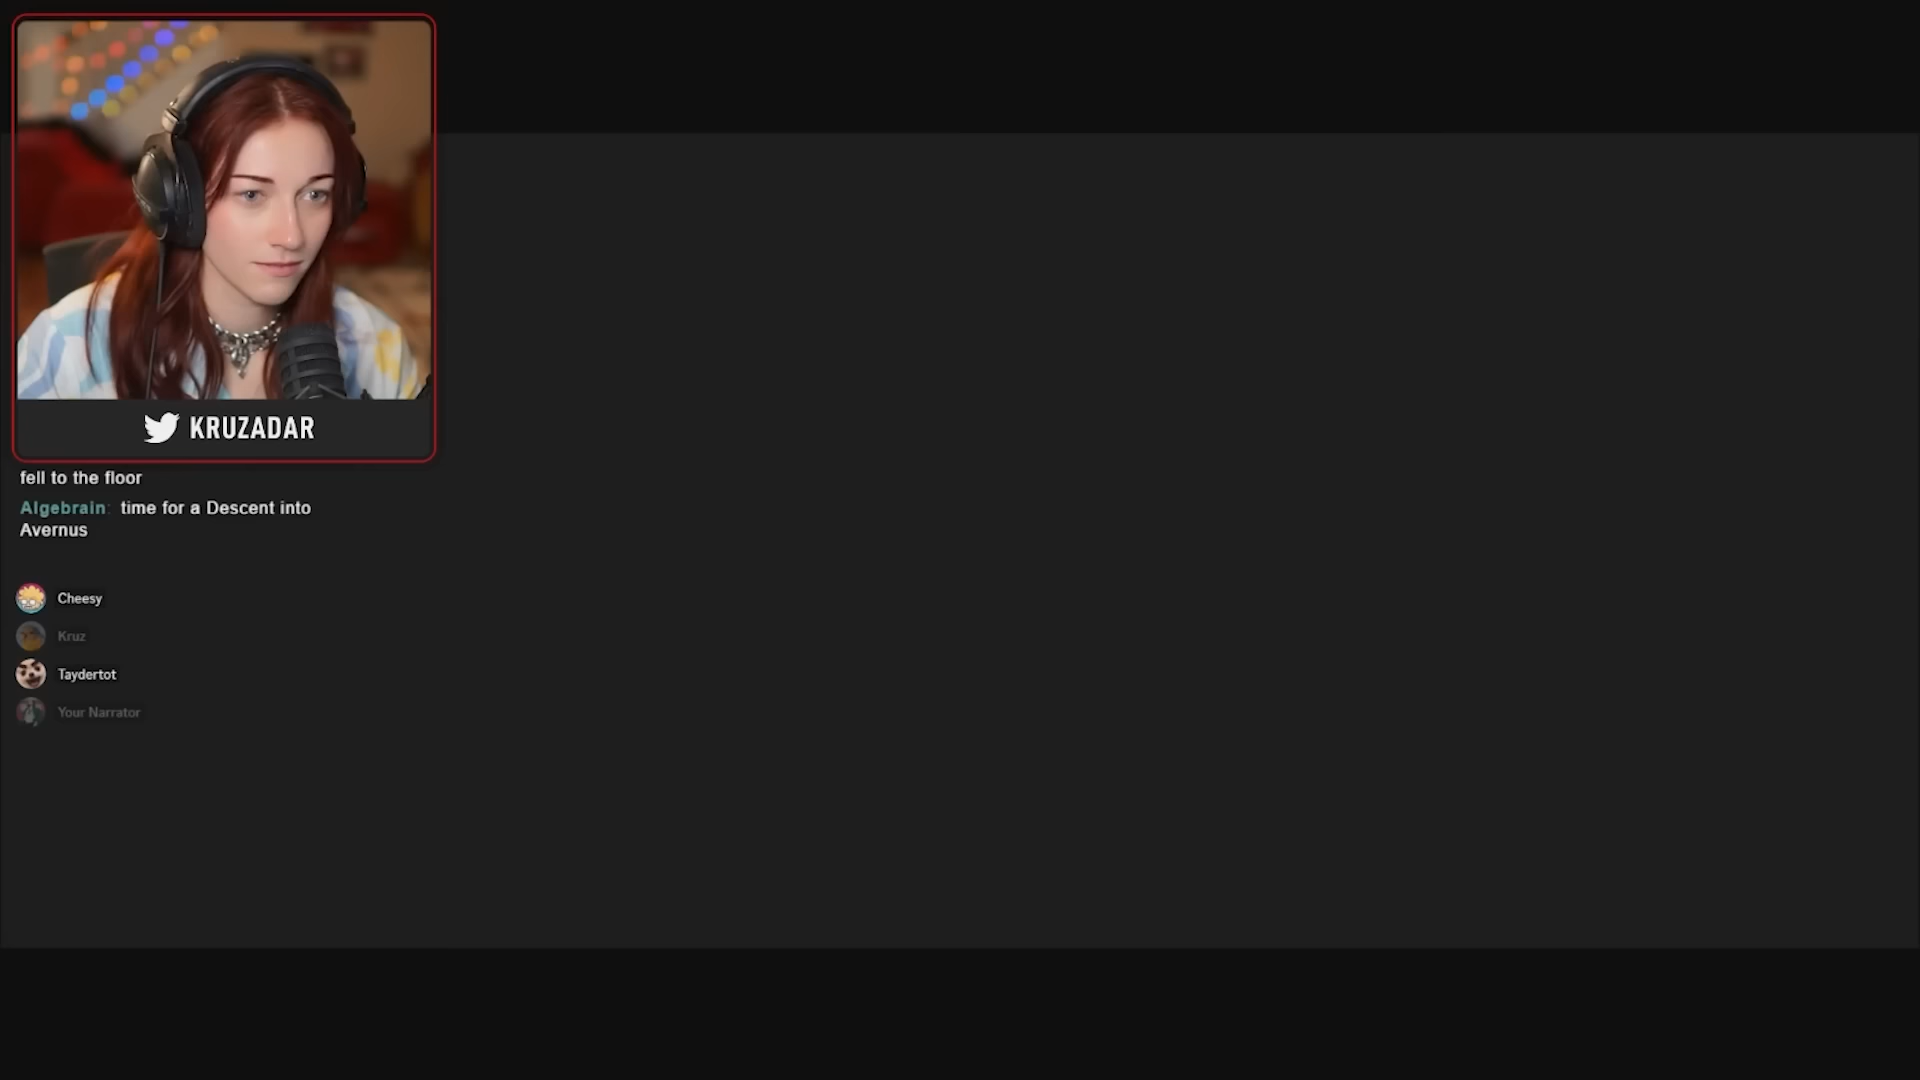 KRUZADAR
fell to the floor
Algebrain: time for a Descent into
Avernus
Cheesy
Kruz
Taydertot
Your Narrator